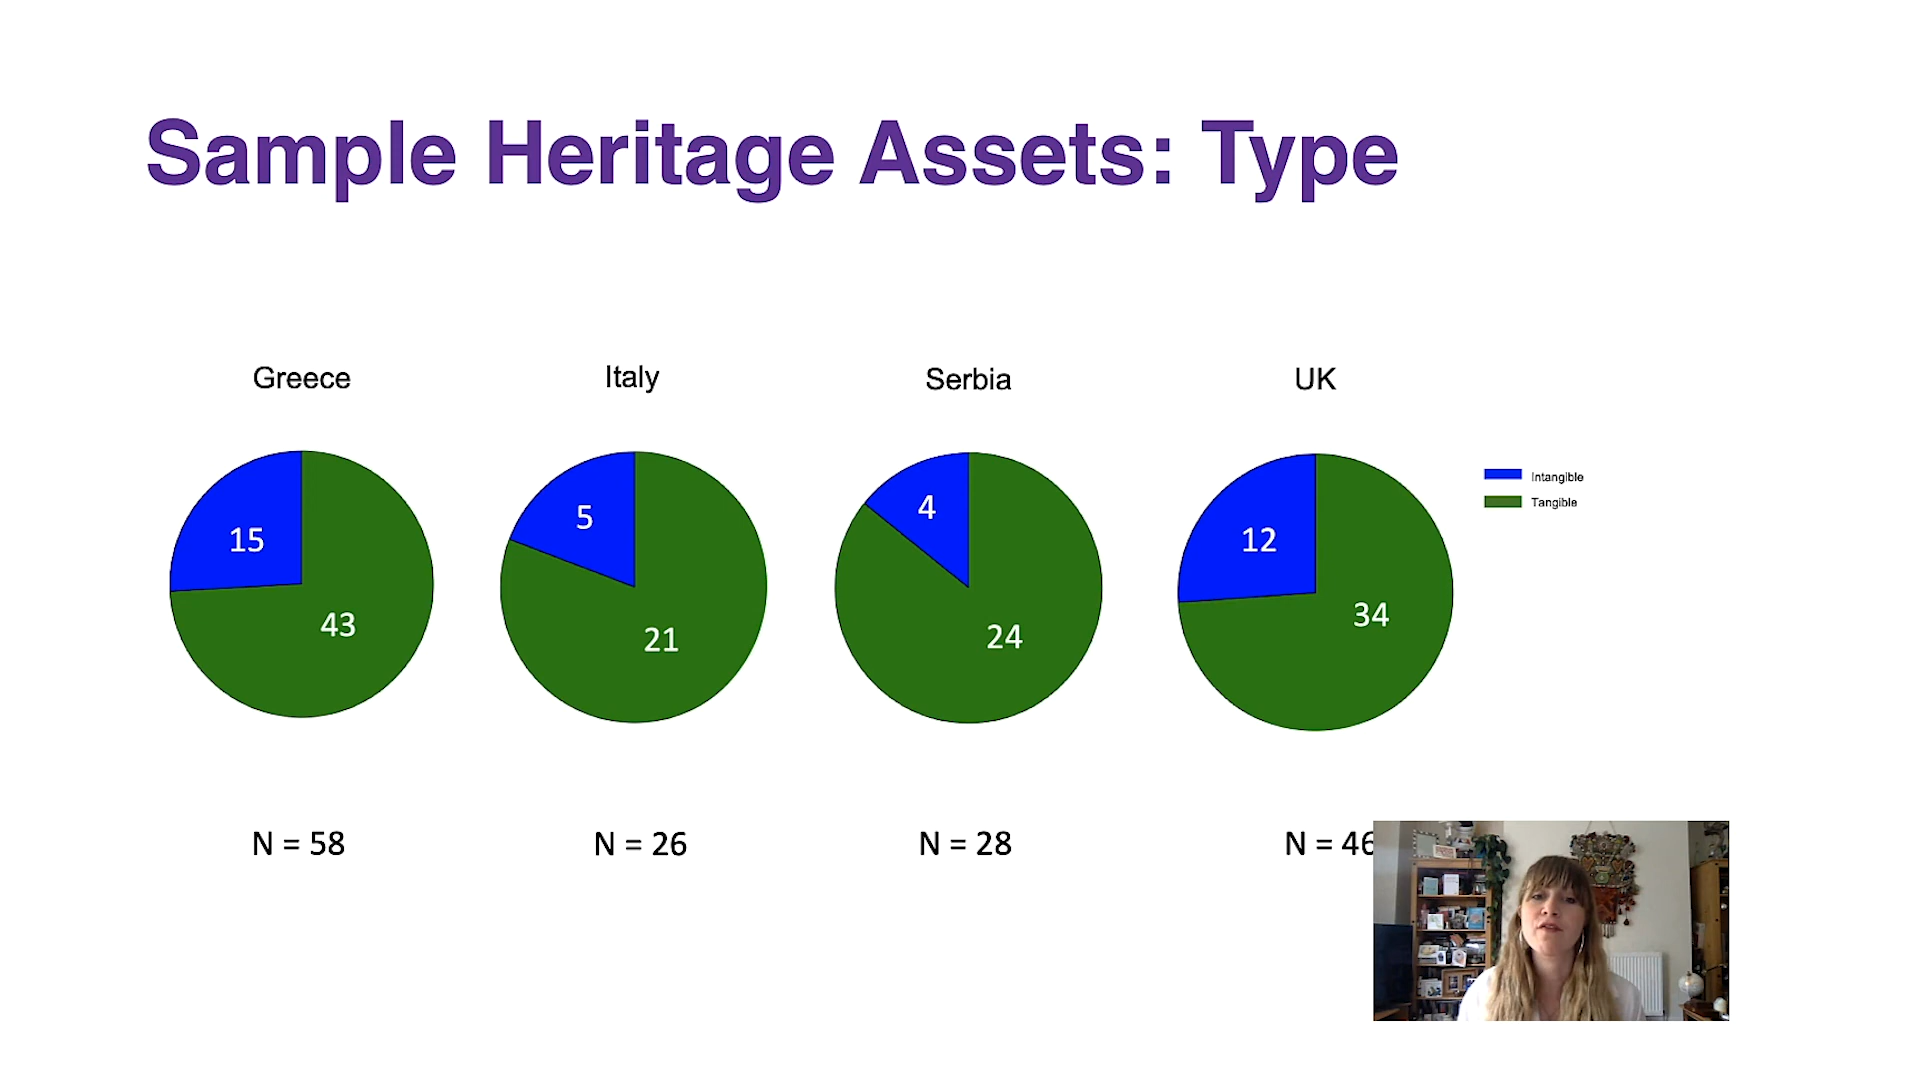 Sample Heritage Assets: Type
Greece
Italy
Serbia
UK
15
43
5
21
4
24
12
34
Intangible
Tangible
N = 58
N = 26
N = 28
N = 46